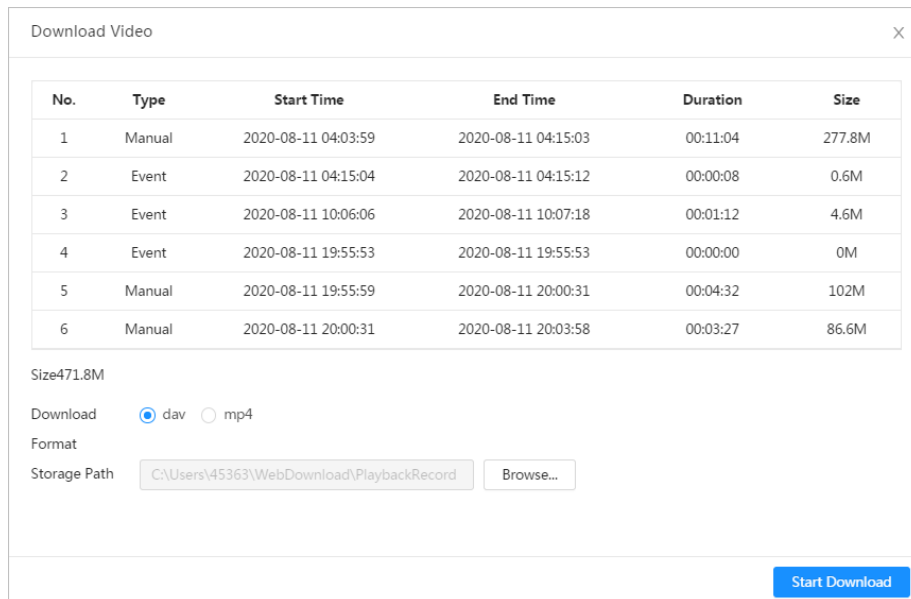 Download Video X
No. Type Start Time End Time Duration Size
1 Manual 2020-08-11 04:03:59 2020-08-11 04:15:03 00:11:04 277.8M
2 Event 2020-08-11 04:15:04 2020-08-11 04:15:12 00:00:08 0.6M
3 Event 2020-08-11 10:06:06 2020-08-11 10:07:18 00:01:12 4.6M
4 Event 2020-08-11 19:55:53 2020-08-11 19:55:53 00:00:00 0M
5 Manual 2020-08-11 19:55:59 2020-08-11 20:00:31 00:04:32 102M
6 Manual 2020-08-11 20:00:31 2020-08-11 20:03:58 00:03:27 86.6M
Size471.8M
Download dav mp4
Format
Storage Path C:\Users\45363\WebDownload\PlaybackRecord Browse...
Start Download